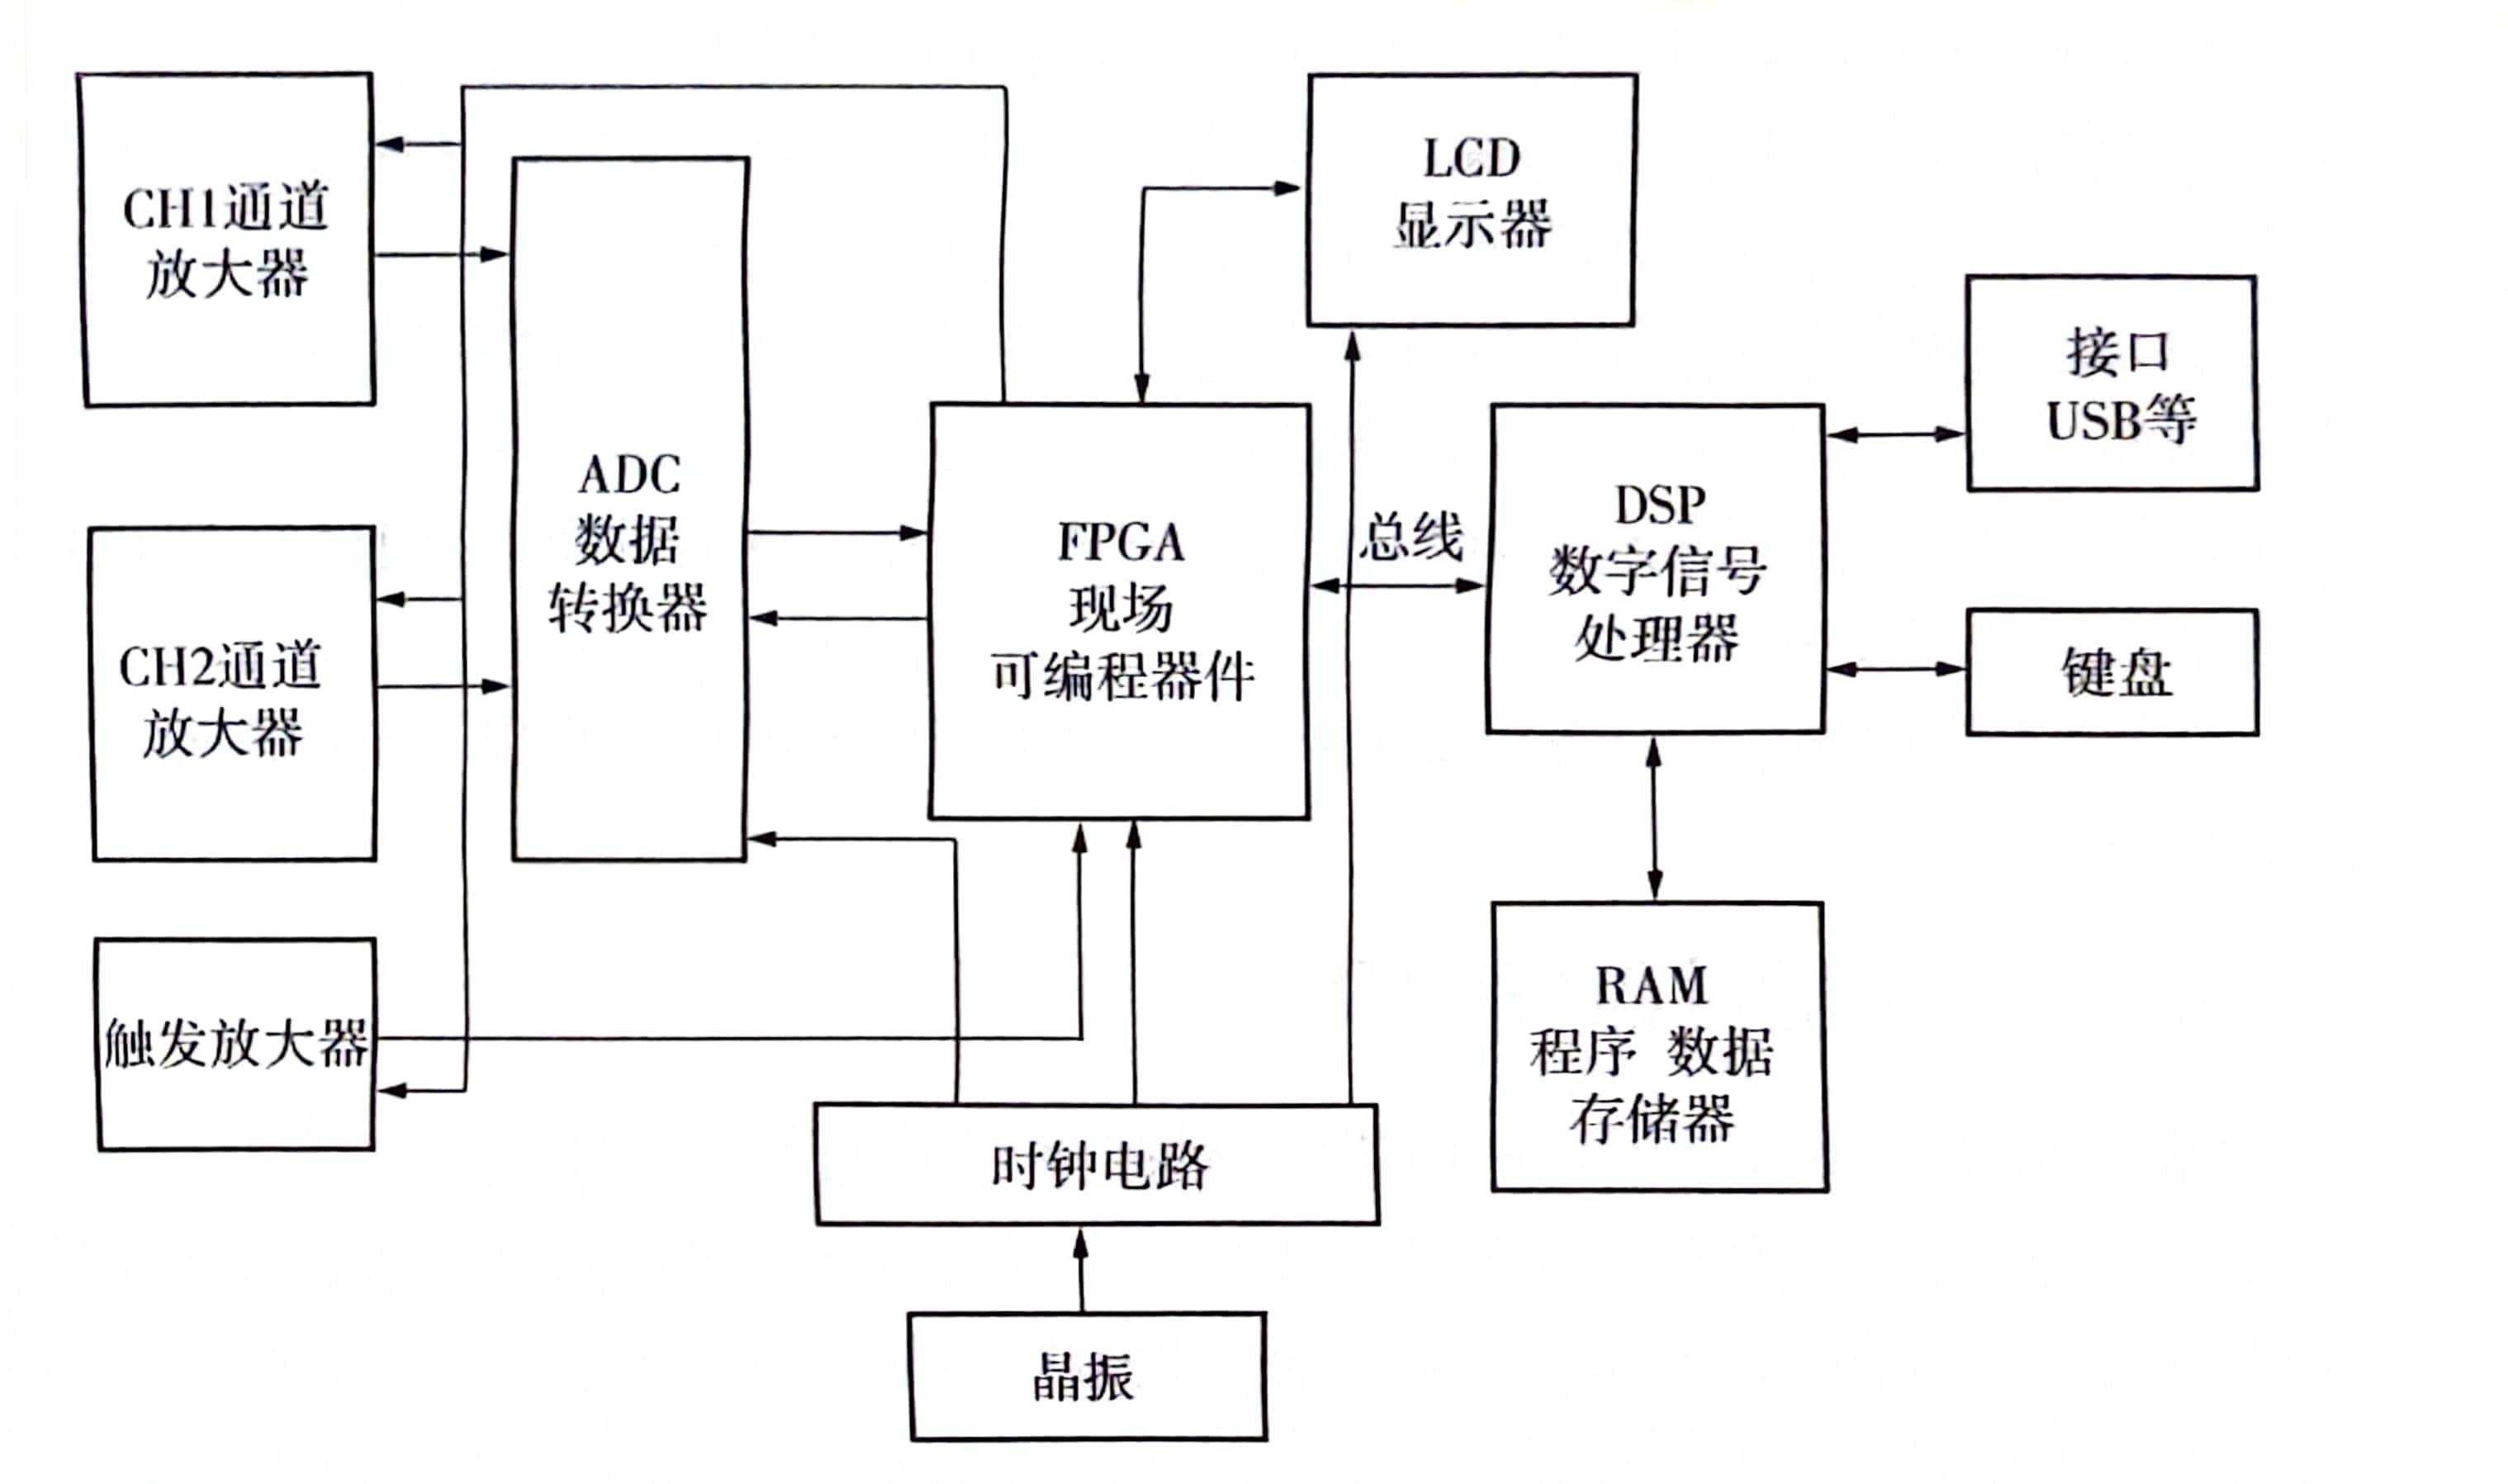 CH1通道
放大器
CH2通道
放大器
触发放大器
ADC
数据
转换器
FPGA
现场
可编程器件
LCD
显示器
总线
DSP
数字信号
处理器
接口
USB等
键盘
RAM
程序 数据
存储器
时钟电路
晶振